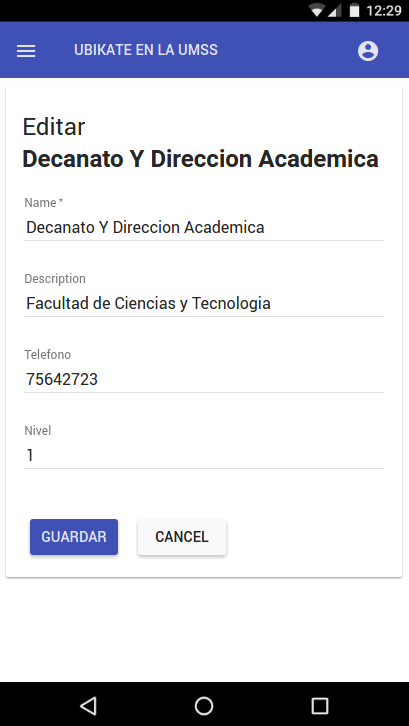 12:29
UBIKATE EN LA UMSS
Editar
Decanato Y Direccion Academica
Name *
Decanato Y Direccion Academica
Description
Facultad de Ciencias y Tecnologia
Telefono
75642723
Nivel
1
GUARDAR CANCEL